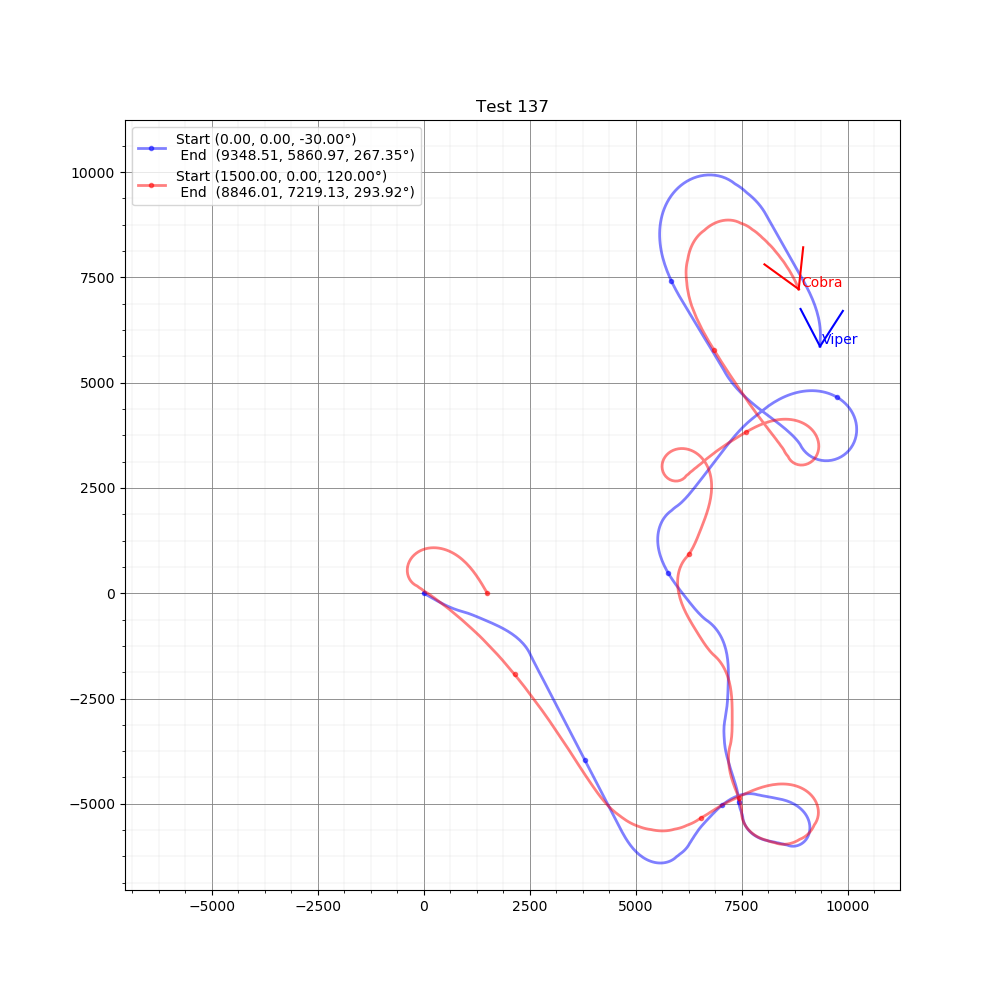 Test 137
Start (0.00, 0.00, -30.00°)
End  (9348.51, 5860.97, 267.35°)
Start (1500.00, 0.00, 120.00°)
End  (8846.01, 7219.13, 293.92°)
10000
7500
5000
2500
0
−2500
−5000
Cobra
Viper
−5000
−2500
0
2500
5000
7500
10000